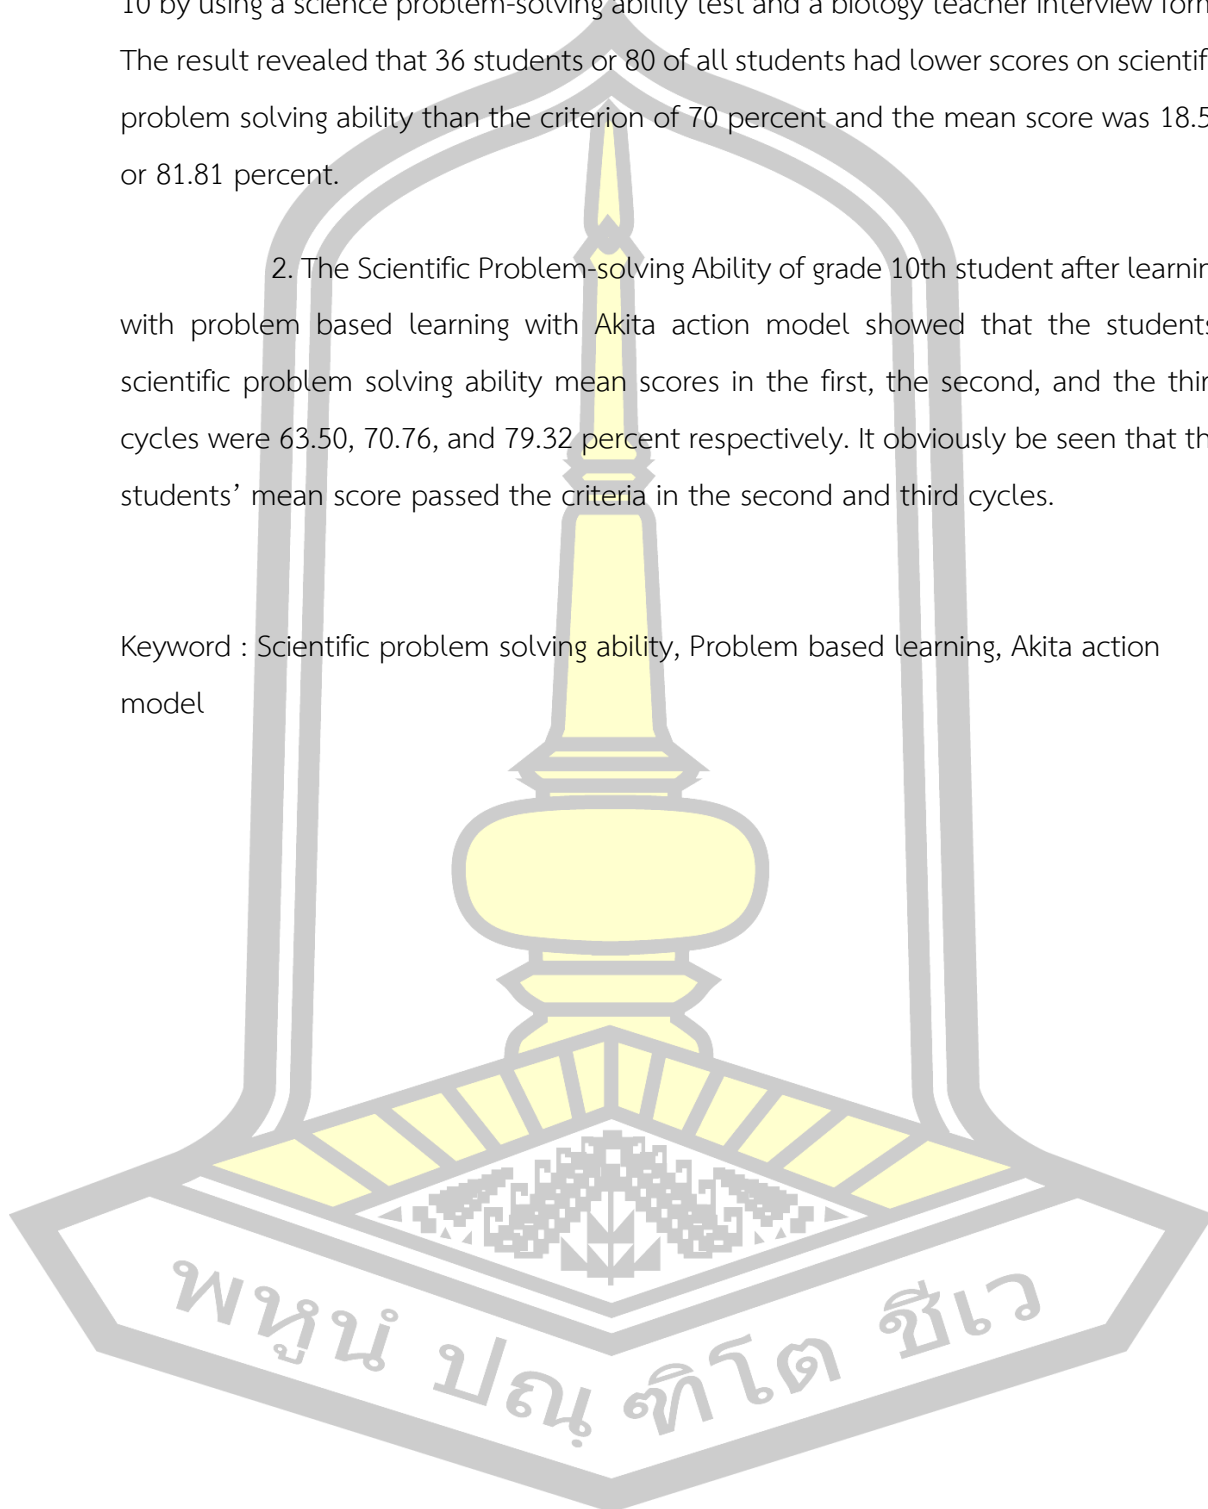 10 by using a science problem-solving ability test and a biology teacher interview form
The result revealed that 36 students or 80 of all students had lower scores on scientif
problem solving ability than the criterion of 70 percent and the mean score was 18.5
or 81.81 percent.
2. The Scientific Problem-solving Ability of grade 10th student after learnin
with problem based learning with Akita action model showed that the students
scientific problem solving ability mean scores in the first, the second, and the thir
cycles were 63.50, 70.76, and 79.32 percent respectively. It obviously be seen that th
students’ mean score passed the criteria in the second and third cycles.
Keyword : Scientific problem solving ability, Problem based learning, Akita action
model
พหูนํ ปณฺฑิโต ชีเว